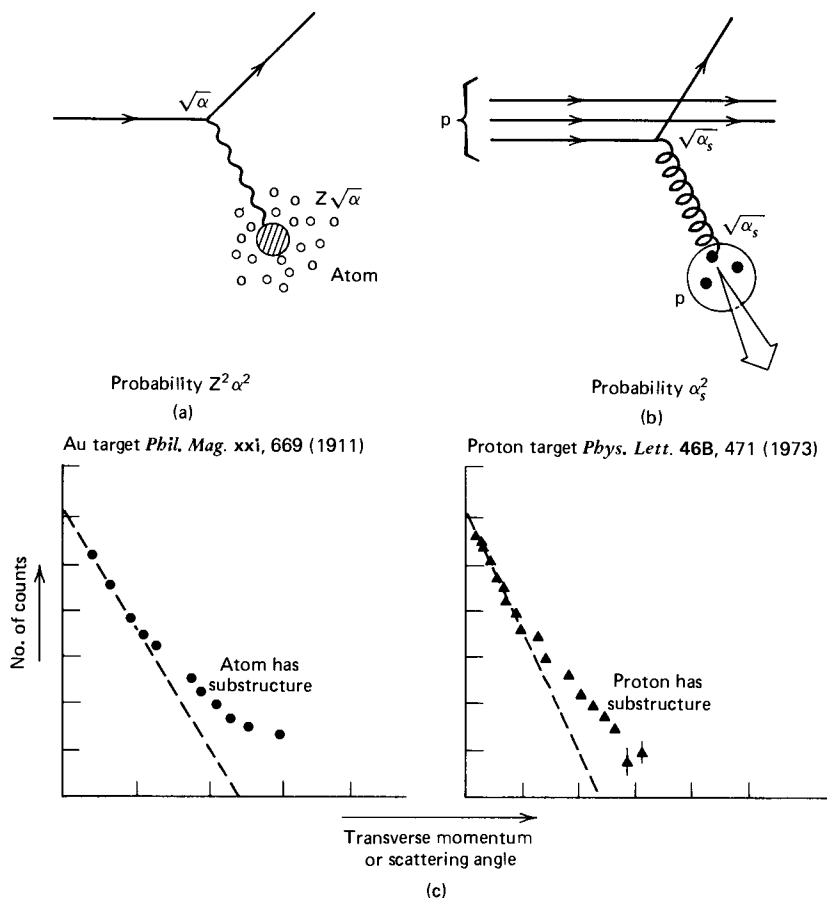 √α
Z√α
Atom
Probability Z²α²
(a)
p
√αₛ
√αₛ
p
Probability αₛ²
(b)
Au target Phil. Mag. xxi, 669 (1911)
Proton target Phys. Lett. 46B, 471 (1973)
No. of counts
Atom has
substructure
Proton has
substructure
Transverse momentum
or scattering angle
(c)